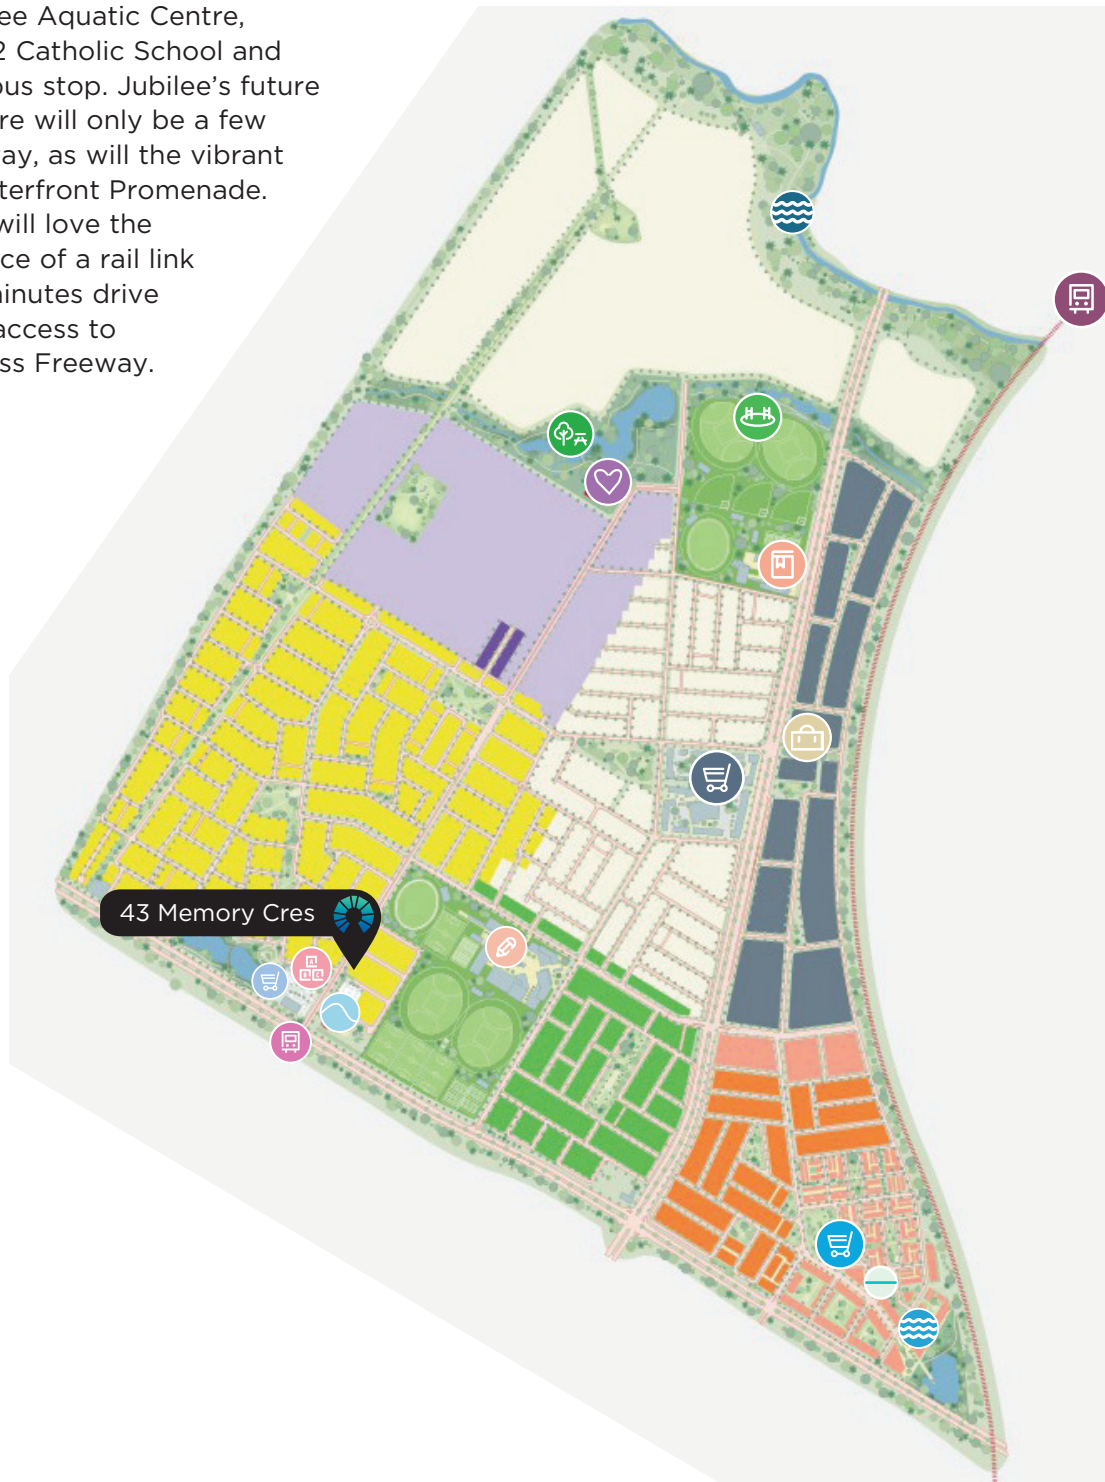 ee Aquatic Centre,
2 Catholic School and
bus stop. Jubilee's future
re will only be a few
ay, as will the vibrant
terfront Promenade.
will love the
ce of a rail link
inutes drive
access to
ss Freeway.
43 Memory Cres